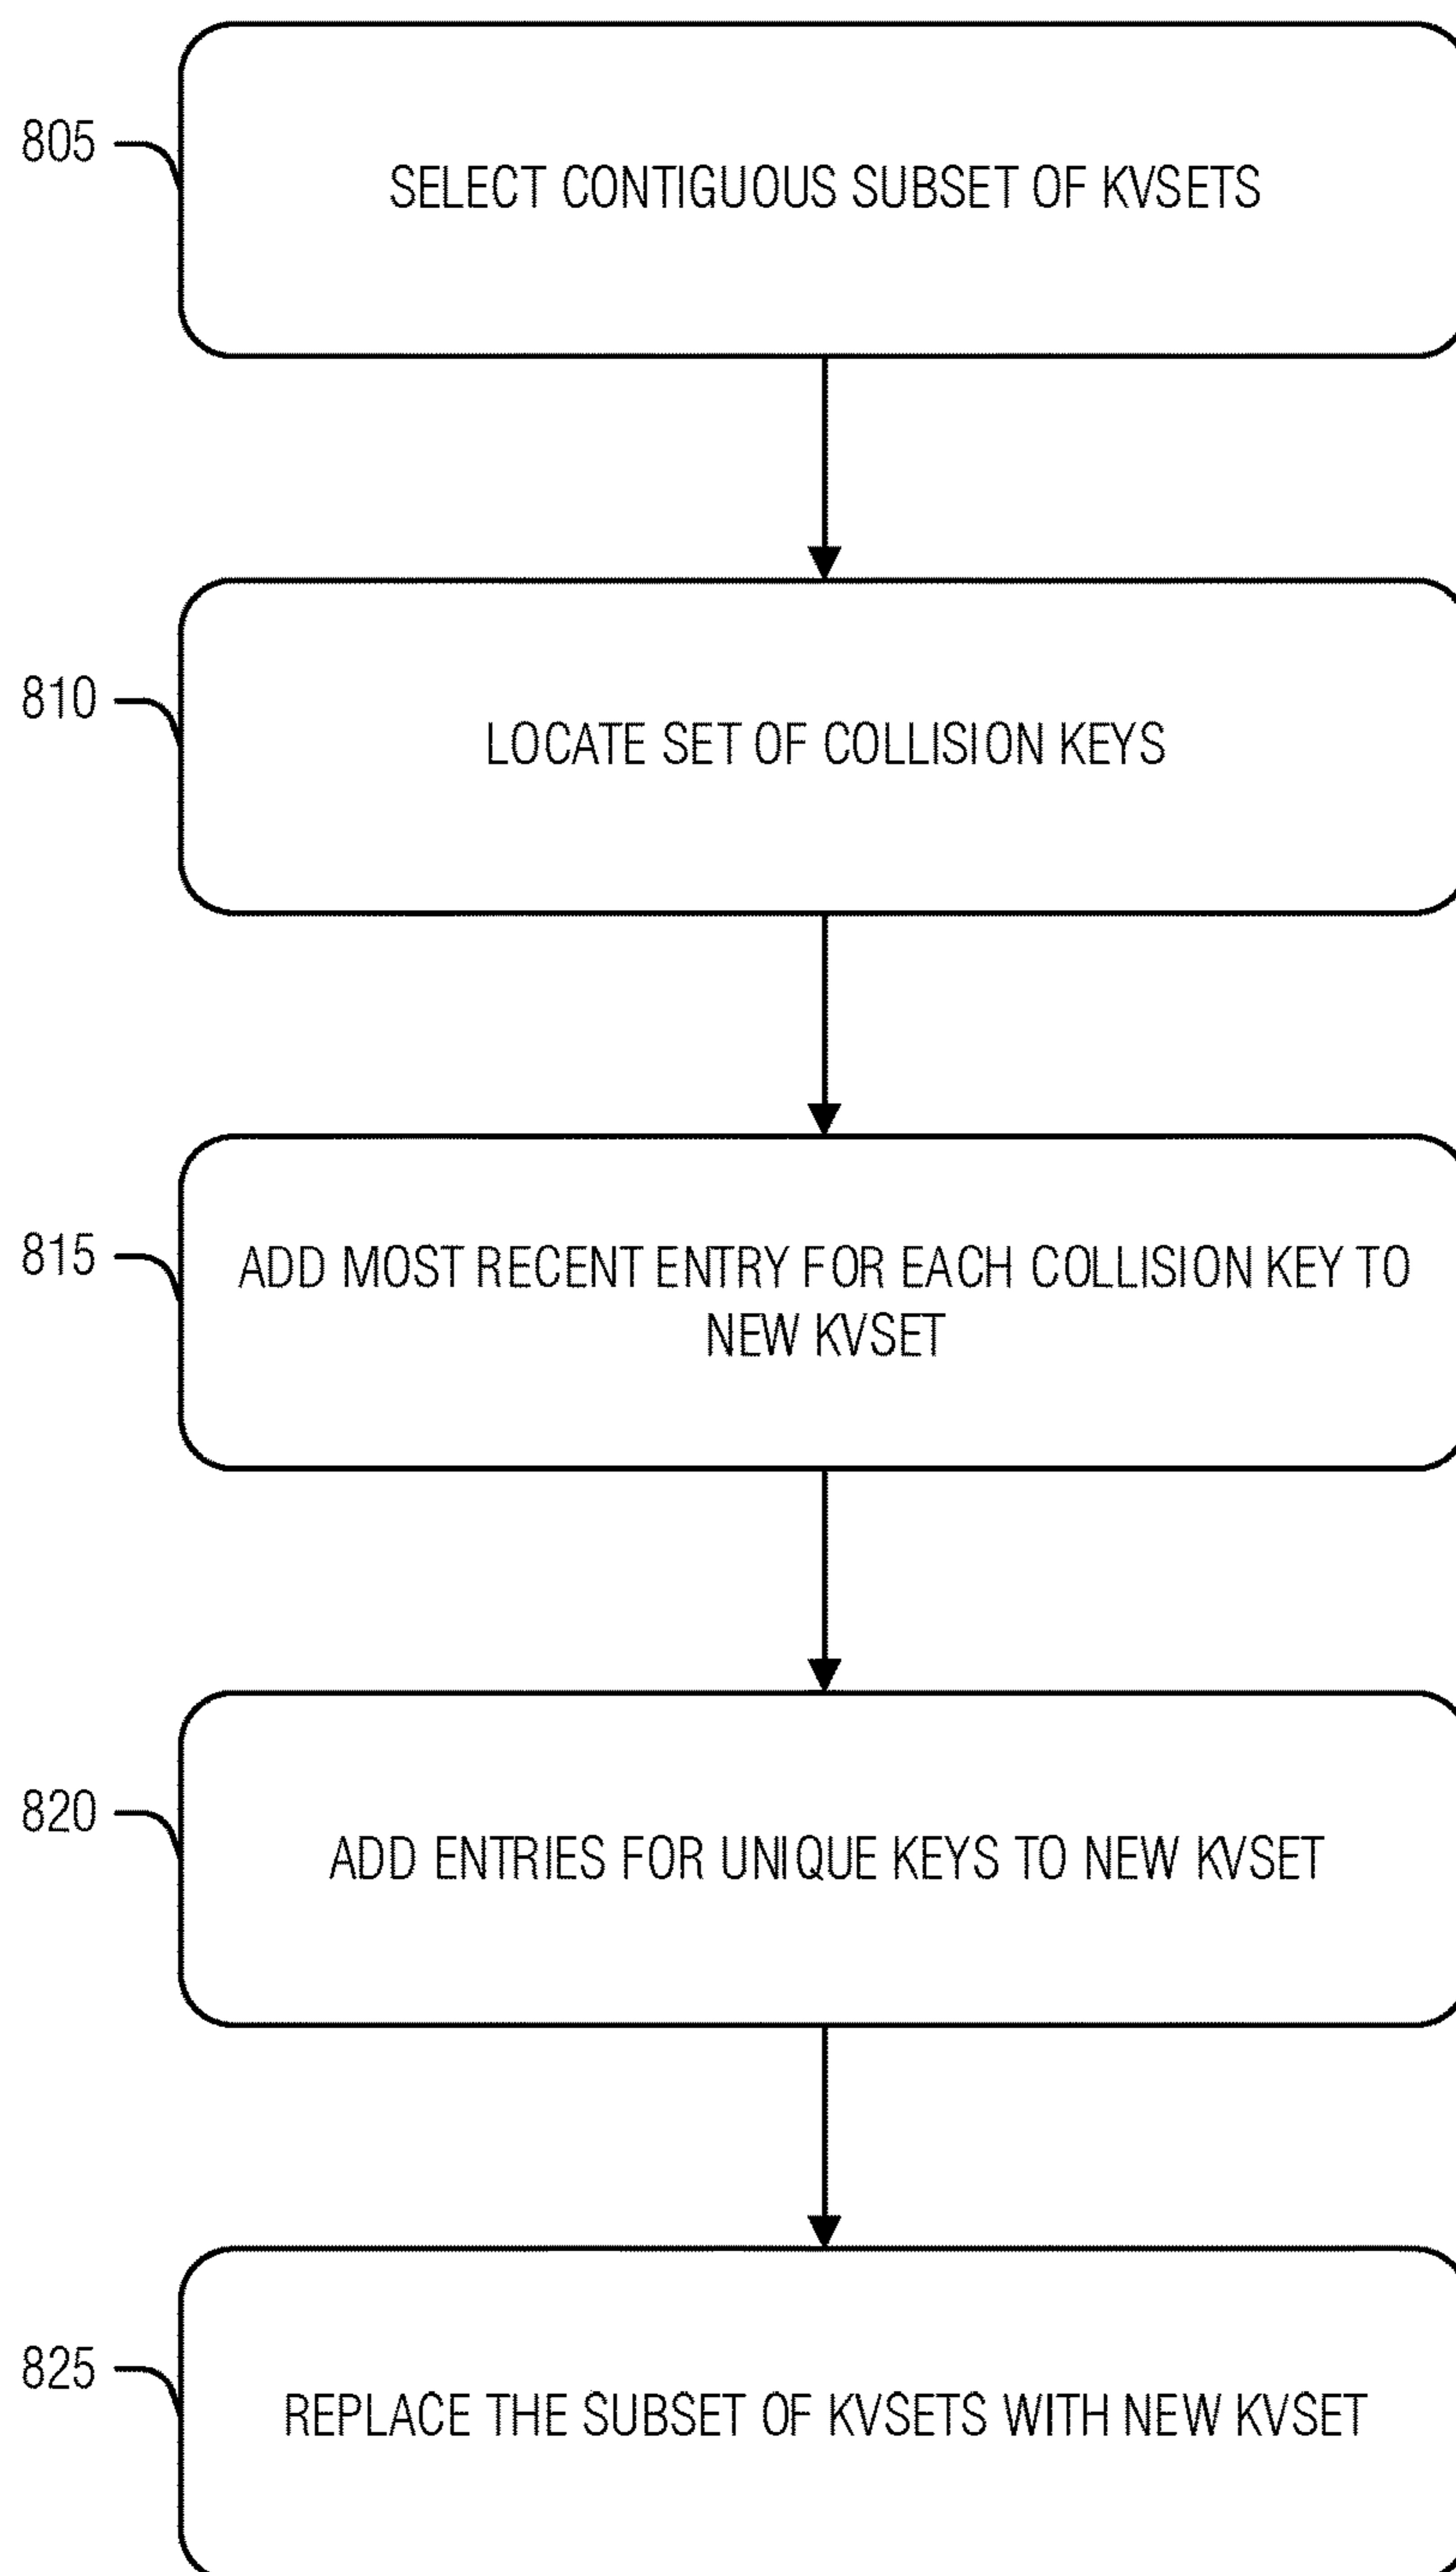 805
SELECT CONTIGUOUS SUBSET OF KVSETS
810
LOCATE SET OF COLLISION KEYS
815
ADD MOST RECENT ENTRY FOR EACH COLLISION KEY TO
NEW KVSET
820
ADD ENTRIES FOR UNIQUE KEYS TO NEW KVSET
825
REPLACE THE SUBSET OF KVSETS WITH NEW KVSET